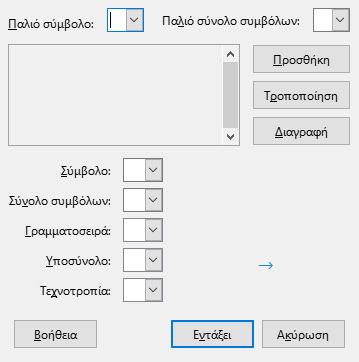 Παλιό σύμβολο: Παλιό σύνολο συμβόλων:
Προσθήκη
Τροποποίηση
Διαγραφή
Σύμβολο:
Σύνολο συμβόλων:
Γραμματοσειρά:
Υποσύνολο:
→
Τεχνοτροπία:
Βοήθεια Εντάξει Ακύρωση